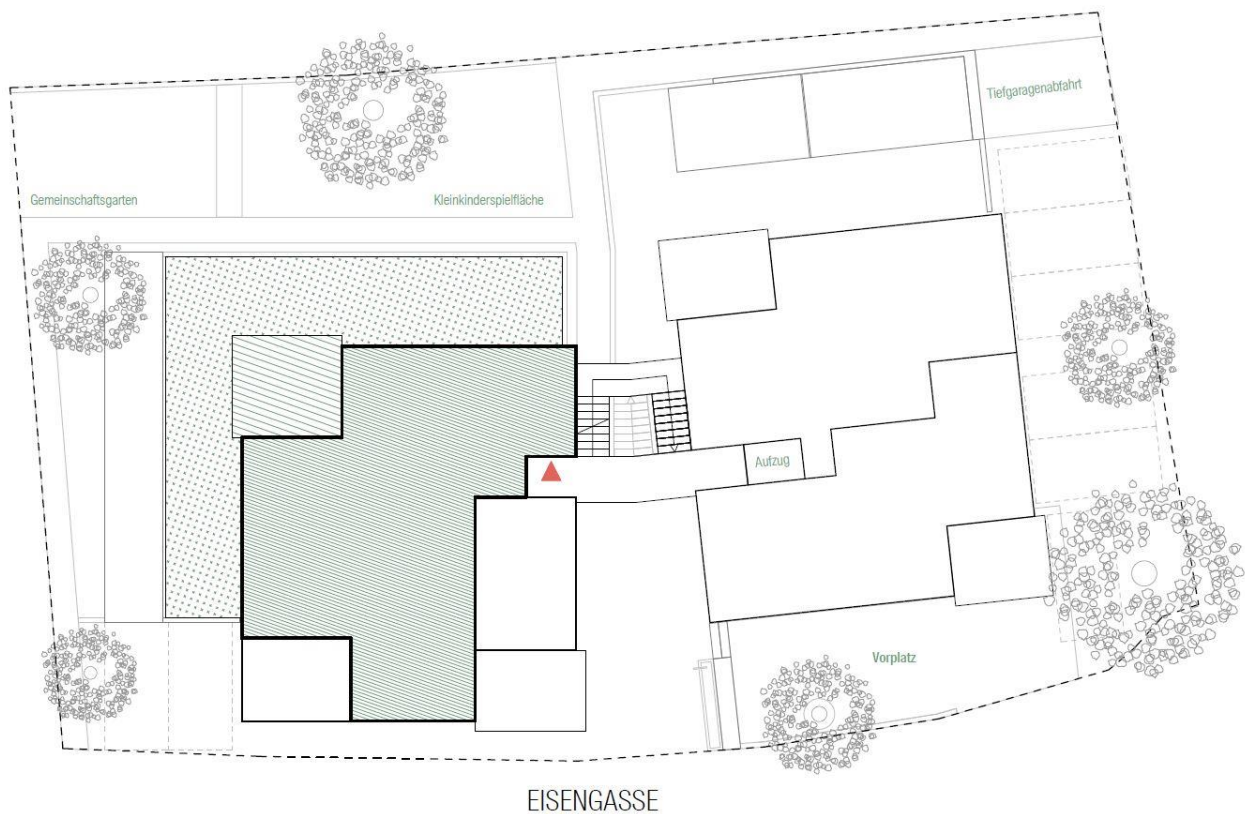 Tiefgaragenabfahrt
Gemeinschaftsgarten
Kleinkinderspielfläche
Aufzug
Vorplatz
EISENGASSE